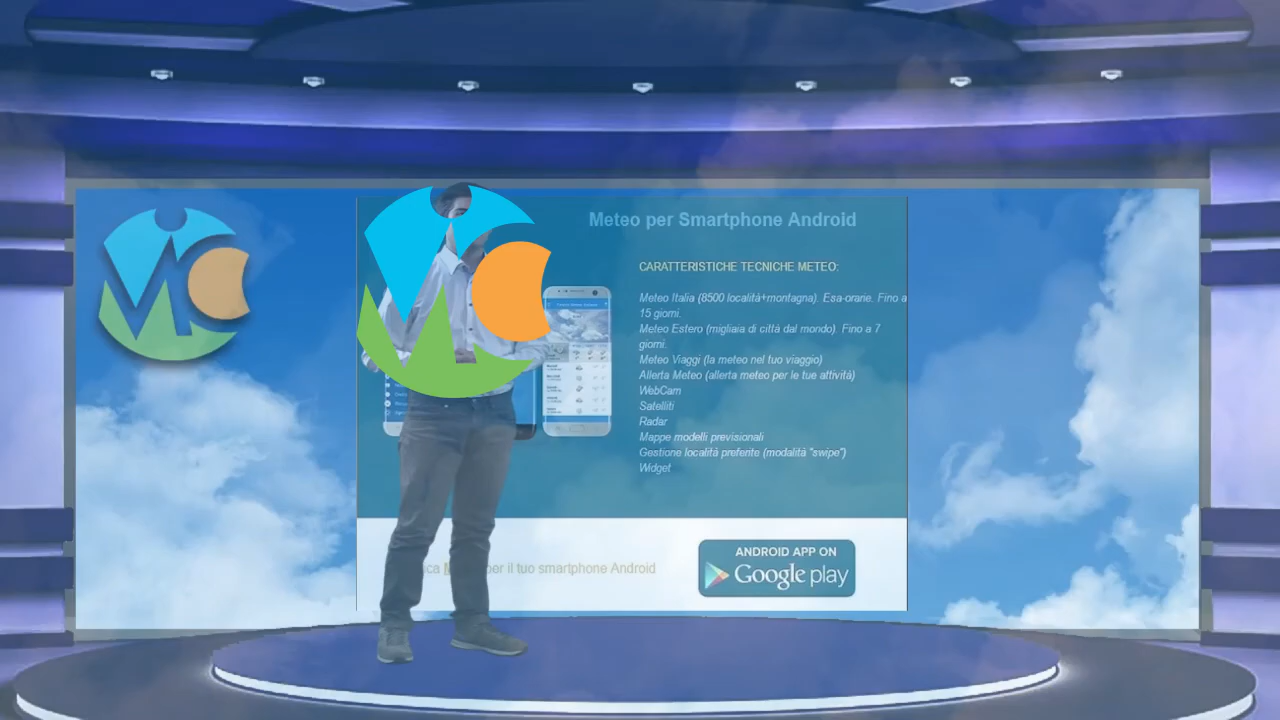 Meteo per Smartphone Android
CARATTERISTICHE TECNICHE METEO:
Meteo Italia (8500 località+montagna). Esa-orarie. Fino a
15 giorni.
Meteo Estero (migliaia di città dal mondo). Fino a 7
giorni.
Meteo Viaggi (la meteo nel tuo viaggio)
Allerta Meteo (allerta meteo per le tue attività)
WebCam
Satelliti
Radar
Mappe modelli previsionali
Gestione località preferite (modalità "swipe")
Widget
per il tuo smartphone Android
ANDROID APP ON
Google play